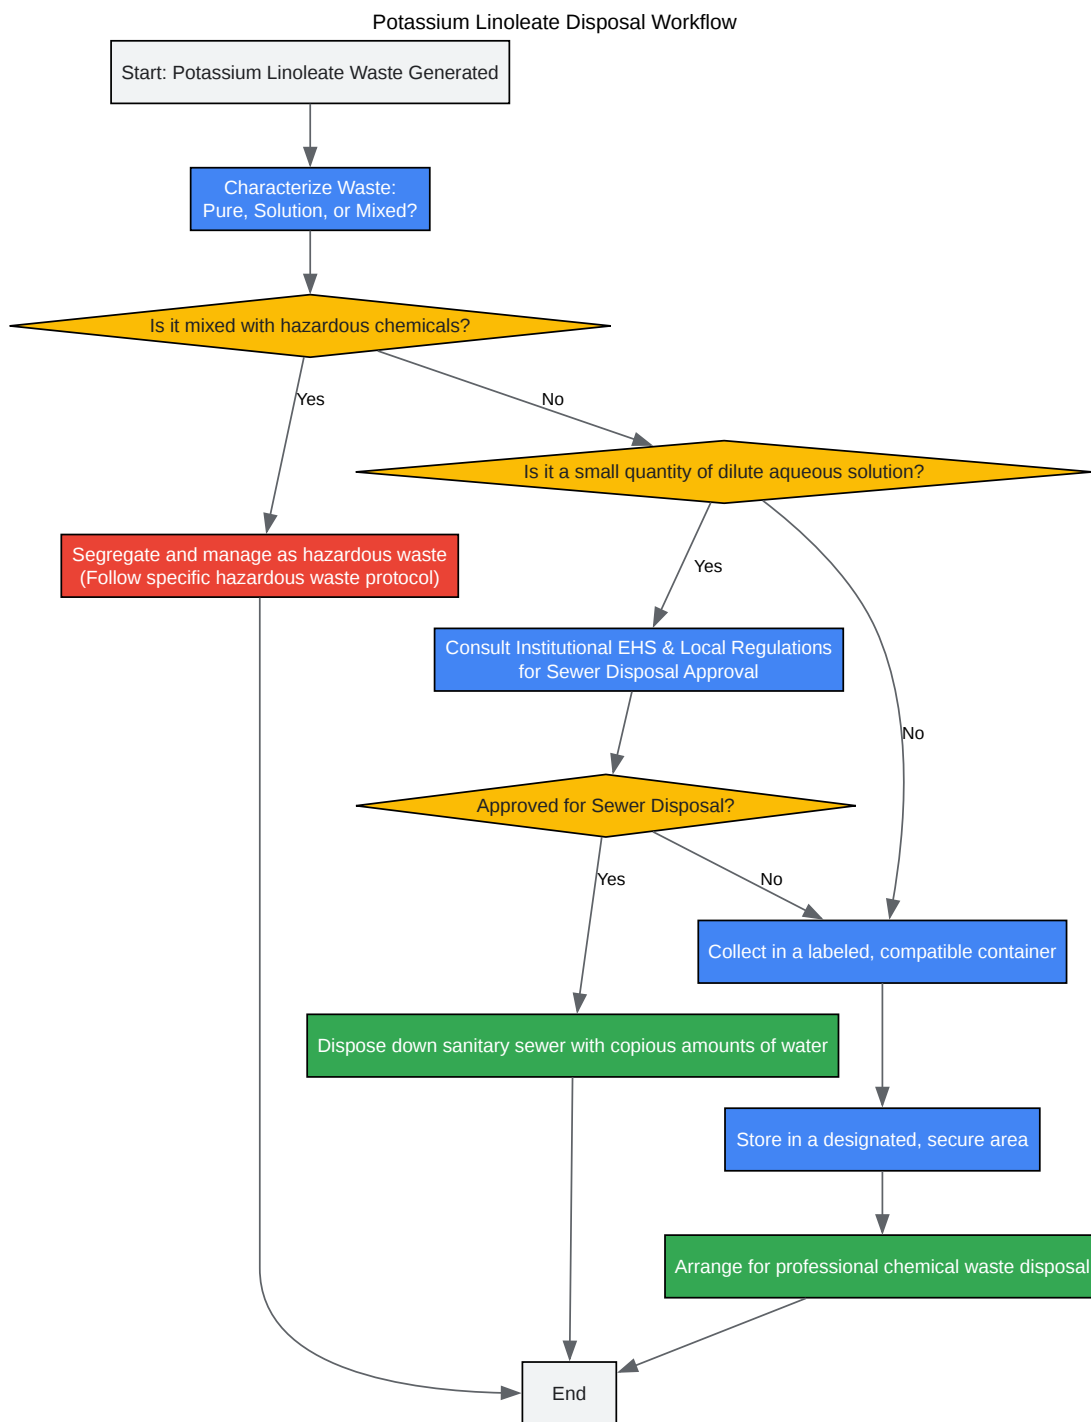 Potassium Linoleate Disposal Workflow
Start: Potassium Linoleate Waste Generated
Characterize Waste:
Pure, Solution, or Mixed?
Is it mixed with hazardous chemicals?
Yes
No
Is it a small quantity of dilute aqueous solution?
Segregate and manage as hazardous waste
(Follow specific hazardous waste protocol)
Yes
Consult Institutional EHS & Local Regulations
for Sewer Disposal Approval
No
Approved for Sewer Disposal?
Yes
No
Collect in a labeled, compatible container
Dispose down sanitary sewer with copious amounts of water
Store in a designated, secure area
Arrange for professional chemical waste disposal
End